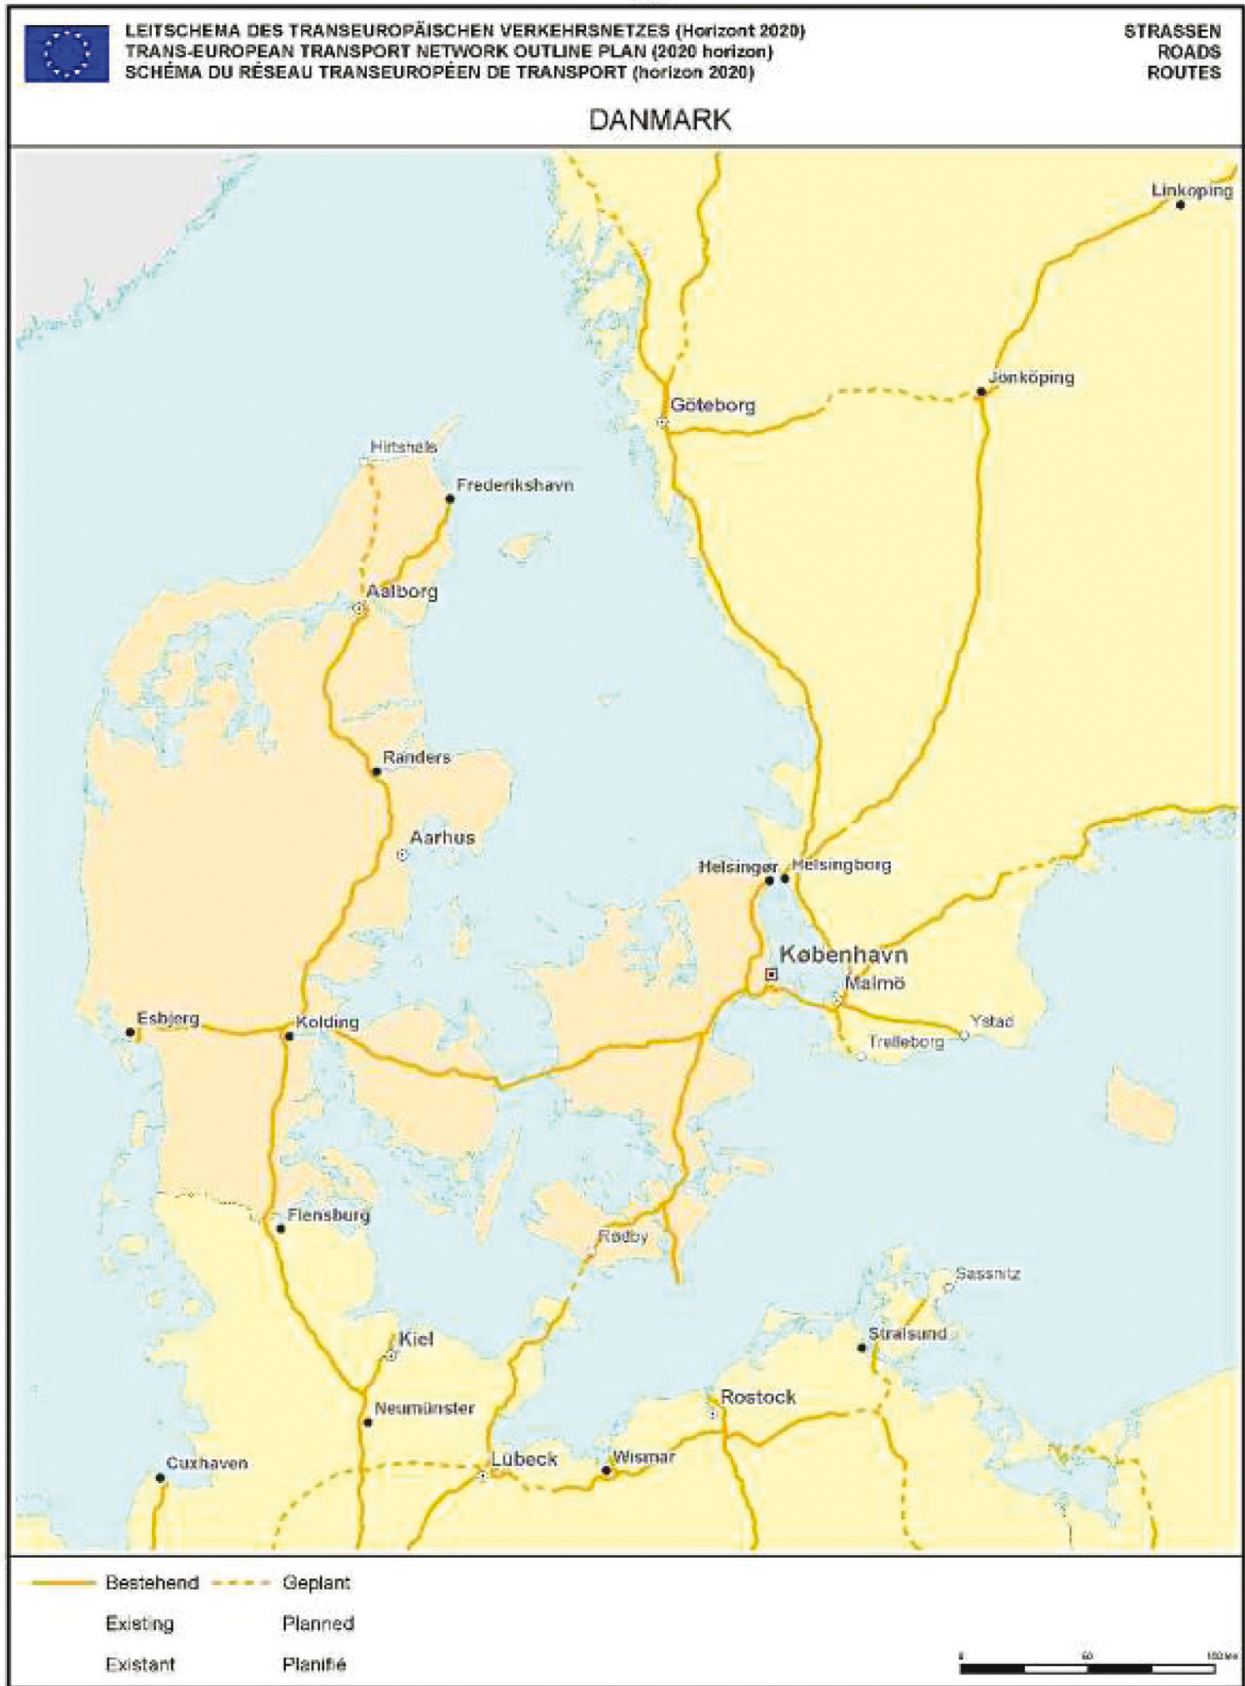 LEITSCHEMA DES TRANSEUROPÄISCHEN VERKEHRSNETZES (Horizont 2020)
TRANS-EUROPEAN TRANSPORT NETWORK OUTLINE PLAN (2020 horizon)
SCHÉMA DU RÉSEAU TRANSEUROPÉEN DE TRANSPORT (horizon 2020)
STRASSEN
ROADS
ROUTES
DANMARK
Linkoping
Jönköping
Göteborg
Hirtshals
Frederikshavn
Aalborg
Randers
Aarhus
Helsingør
Helsingborg
København
Malmö
Esbjerg
Kolding
Ystad
Trelleborg
Flensburg
Rødby
Sassnitz
Kiel
Stralsund
Neumünster
Rostock
Cuxhaven
Lübeck
Wismar
Bestehend
Geplant
Existing
Planned
Existant
Planifié
0
100 km